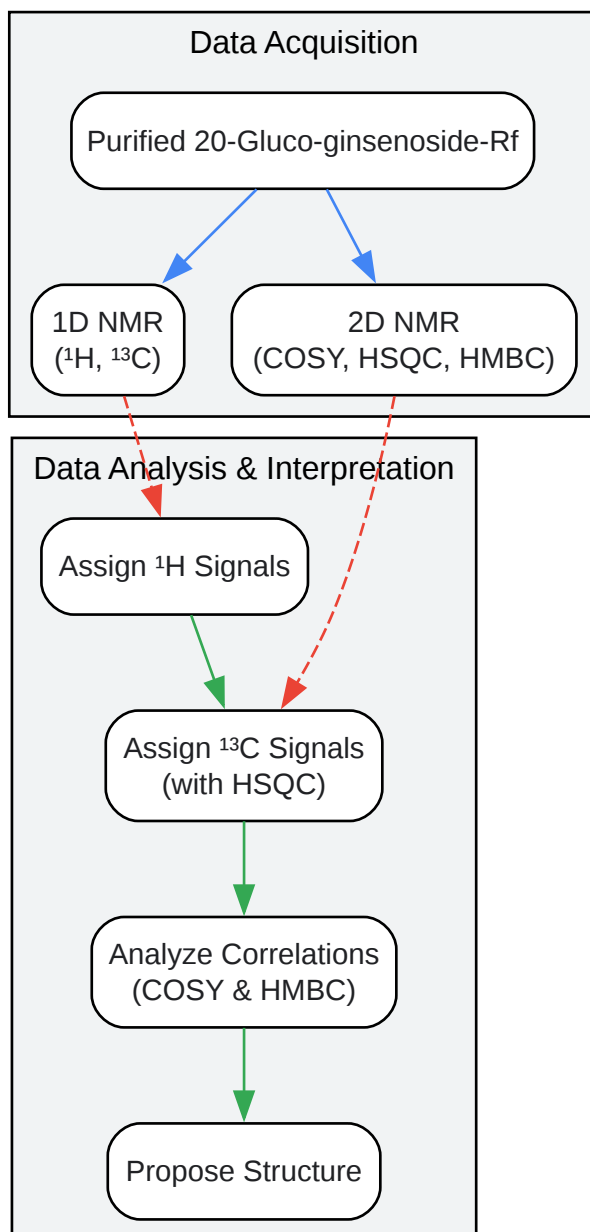 Data Acquisition
Purified 20-Gluco-ginsenoside-Rf
1D NMR
(¹H, ¹³C)
2D NMR
(COSY, HSQC, HMBC)
Data Analysis & Interpretation
Assign ¹H Signals
Assign ¹³C Signals
(with HSQC)
Analyze Correlations
(COSY & HMBC)
Propose Structure